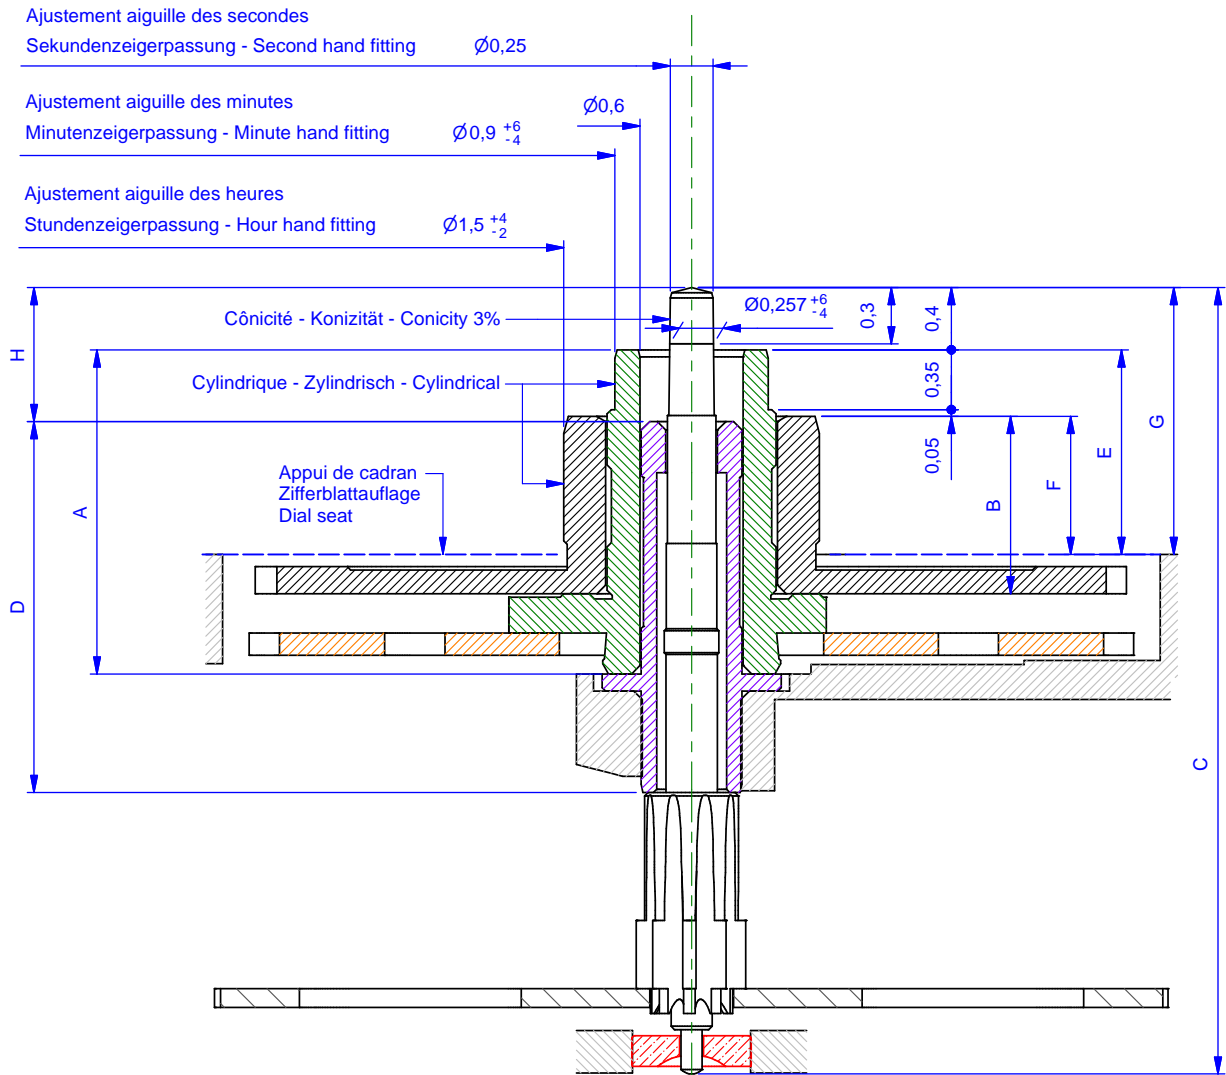 Ajustement aiguille des secondes
Sekundenzeigerpassung - Second hand fitting Ø0,25
Ajustement aiguille des minutes
Minutenzeigerpassung - Minute hand fitting Ø0,9 +6 -4
Ø0,6
Ajustement aiguille des heures
Stundenzeigerpassung - Hour hand fitting Ø1,5 +4 -2
Cônicité - Konizität - Conicity 3%
Ø0,257 +6 -4
0,3
0,4
Cylindrique - Zylindrisch - Cylindrical
0,35
0,05
Appui de cadran
Zifferblattauflage
Dial seat
H
A
D
B
F
E
G
C